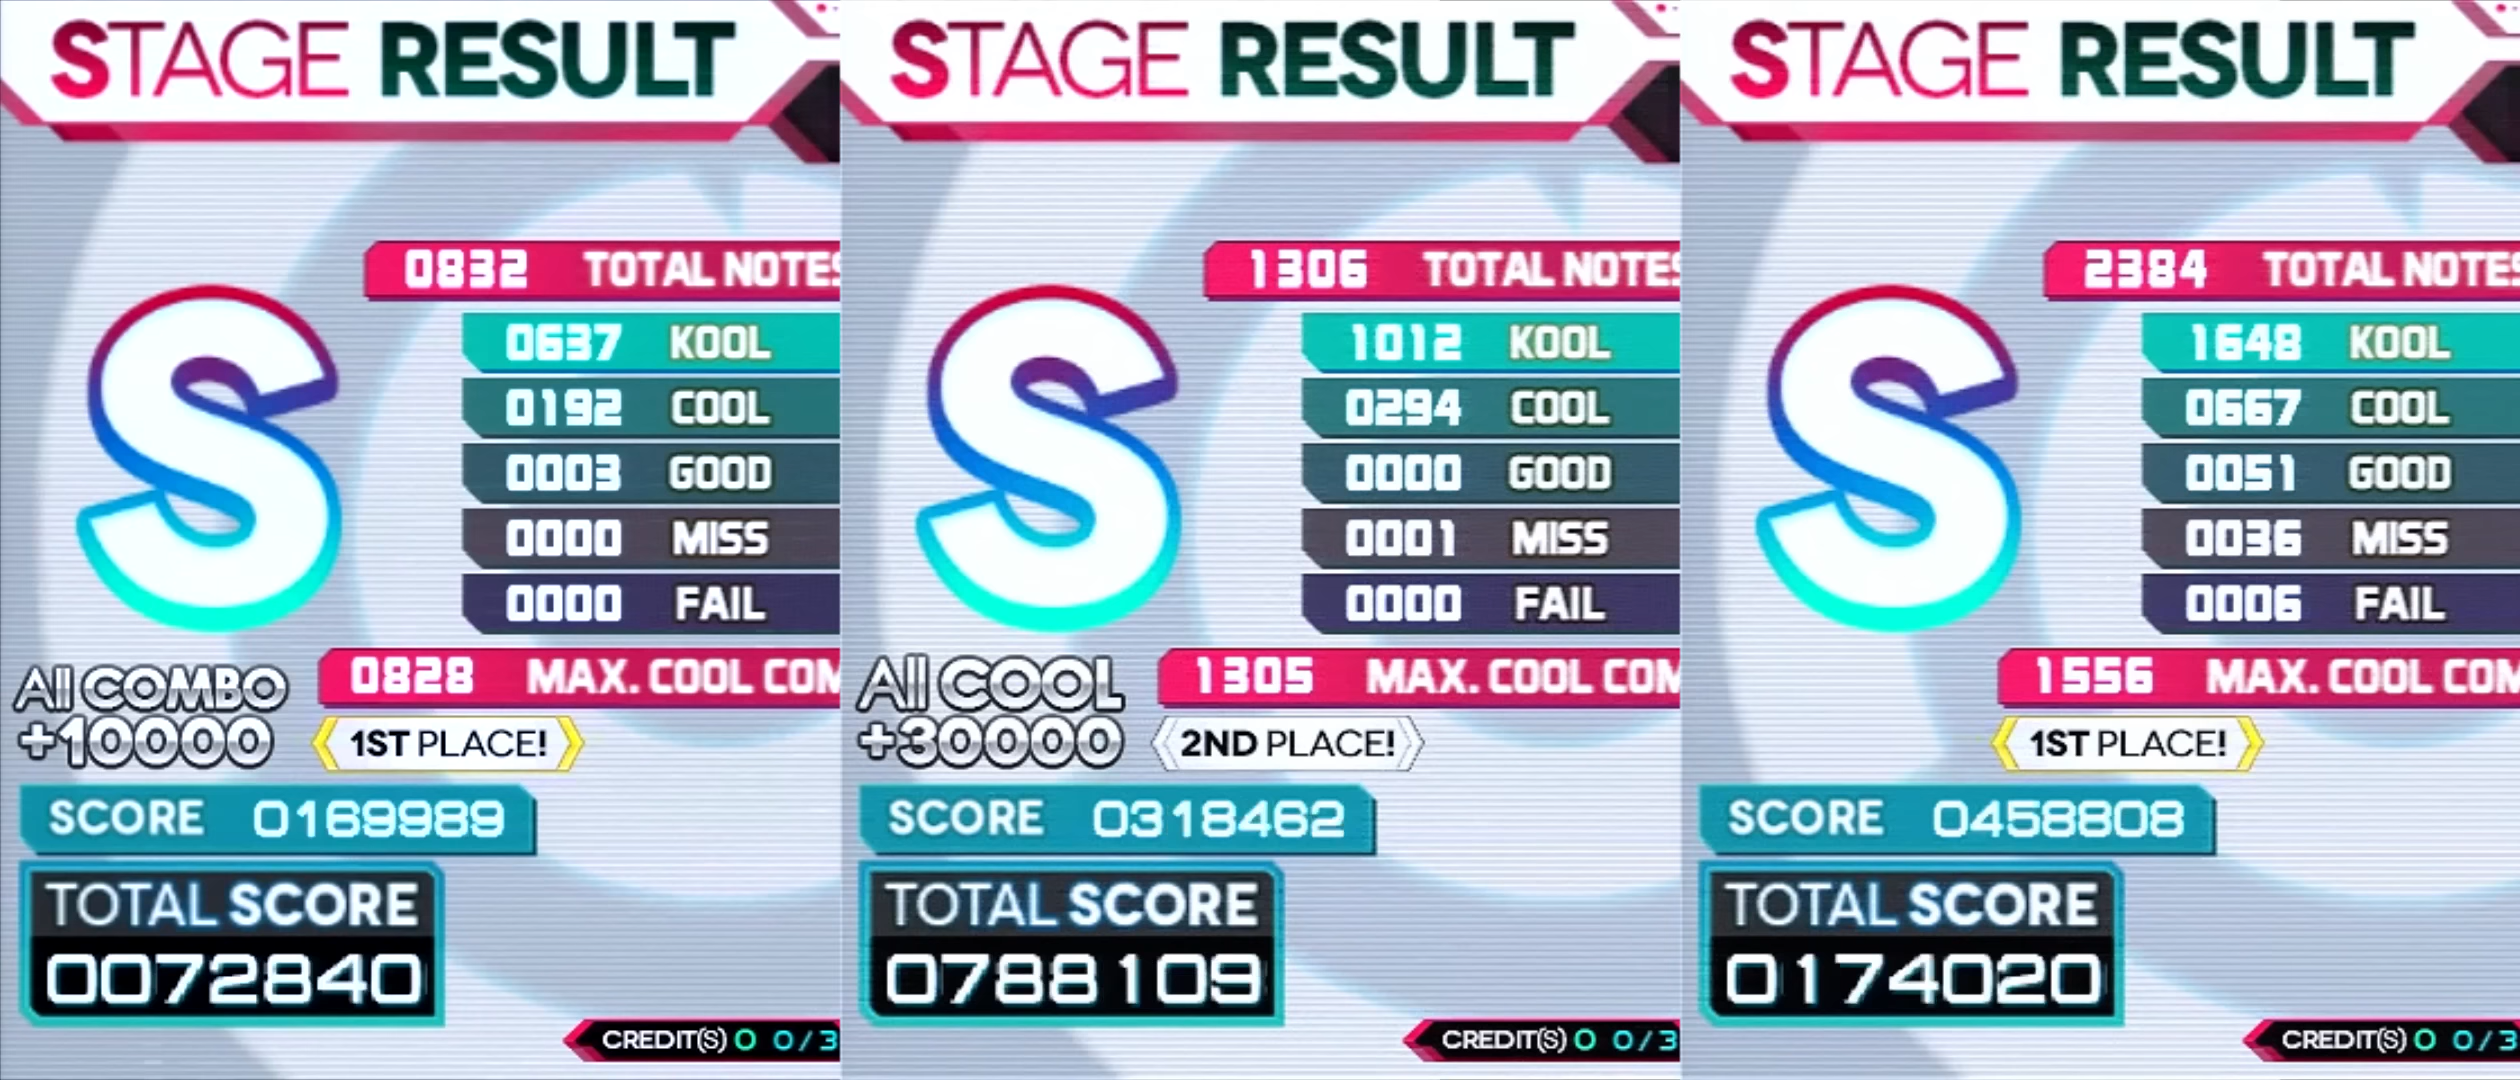 STAGE RESULT
0832 TOTAL NOTES
0637 KOOL
0192 COOL
0003 GOOD
0000 MISS
0000 FAIL
All COMBO
+10000
0828 MAX. COOL COM
1ST PLACE!
SCORE 0169989
TOTAL SCORE
0072840
CREDIT(S) 0 0/3
STAGE RESULT
1306 TOTAL NOTES
1012 KOOL
0294 COOL
0000 GOOD
0001 MISS
0000 FAIL
All COOL
+30000
1305 MAX. COOL COM
2ND PLACE!
SCORE 0318462
TOTAL SCORE
0788109
CREDIT(S) 0 0/3
STAGE RESULT
2384 TOTAL NOTES
1648 KOOL
0667 COOL
0051 GOOD
0036 MISS
0006 FAIL
1556 MAX. COOL COM
1ST PLACE!
SCORE 0458808
TOTAL SCORE
0174020
CREDIT(S) 0 0/3